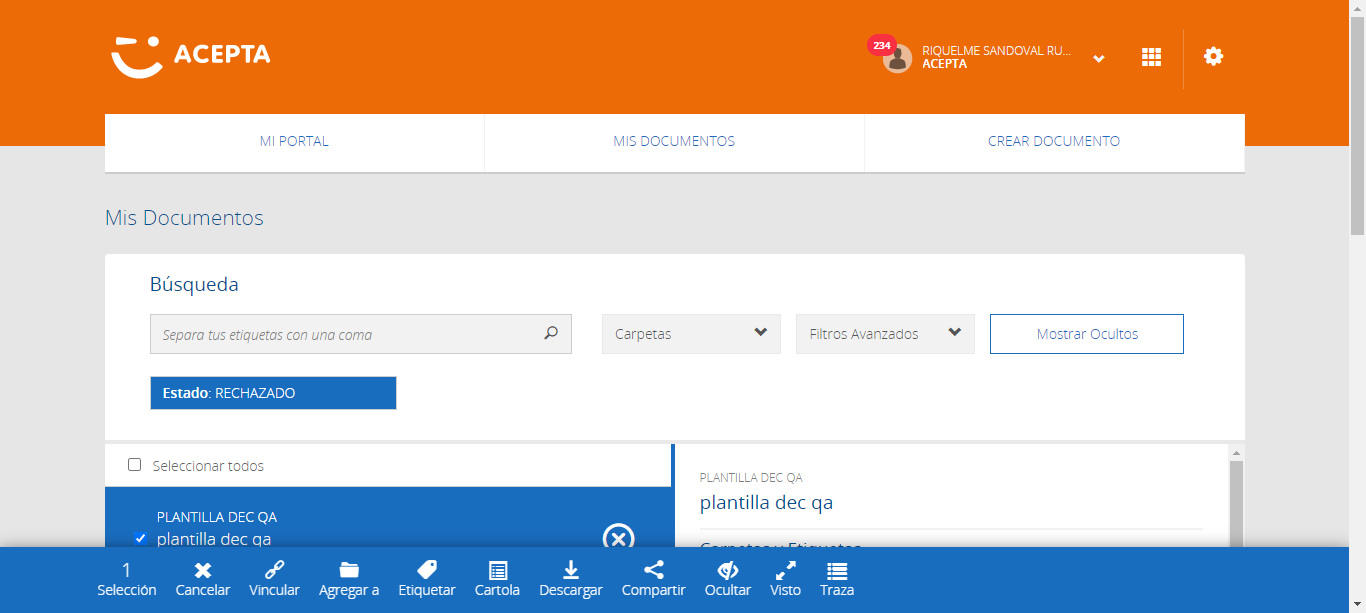 ACEPTA
234
RIQUELME SANDOVAL RU...
ACEPTA
MI PORTAL
MIS DOCUMENTOS
CREAR DOCUMENTO
Mis Documentos
Búsqueda
Separa tus etiquetas con una coma
Carpetas
Filtros Avanzados
Mostrar Ocultos
Estado: RECHAZADO
Seleccionar todos
PLANTILLA DEC QA
plantilla dec qa
PLANTILLA DEC QA
plantilla dec qa
Carpetas y Etiquetas
1
Selección
Cancelar
Vincular
Agregar a
Etiquetar
Cartola
Descargar
Compartir
Ocultar
Visto
Traza